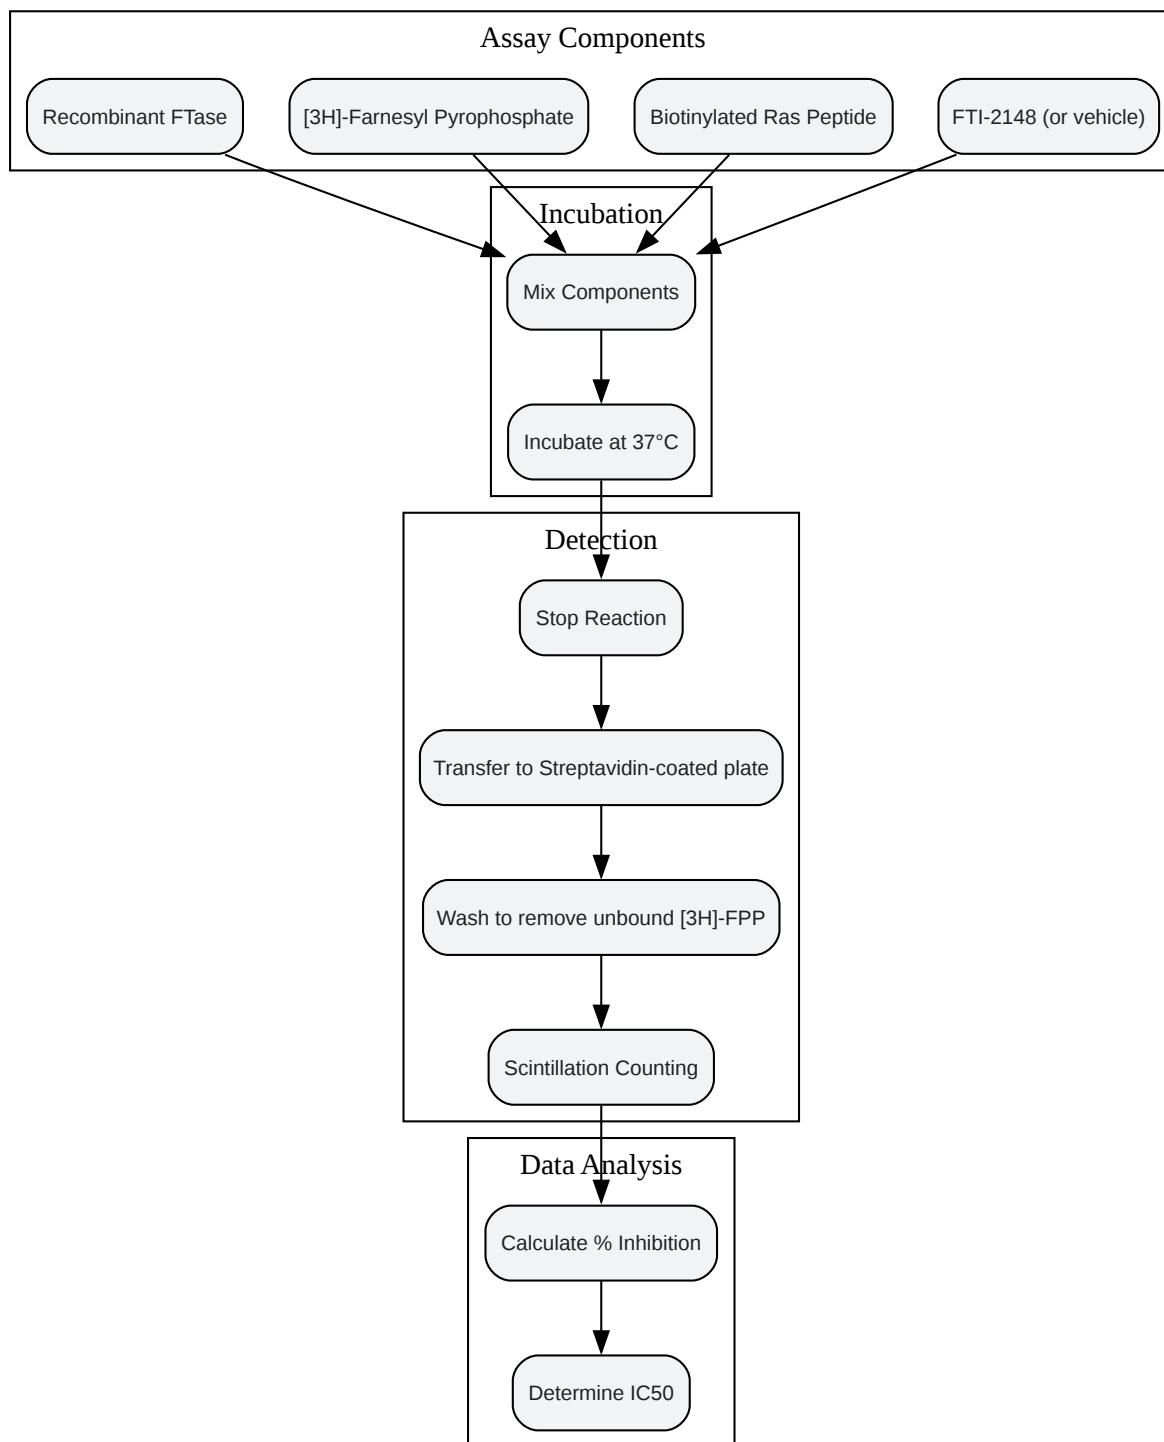 Assay Components
Recombinant FTase
[3H]-Farnesyl Pyrophosphate
Biotinylated Ras Peptide
FTI-2148 (or vehicle)
Incubation
Mix Components
Incubate at 37°C
Detection
Stop Reaction
Transfer to Streptavidin-coated plate
Wash to remove unbound [3H]-FPP
Scintillation Counting
Data Analysis
Calculate % Inhibition
Determine IC50